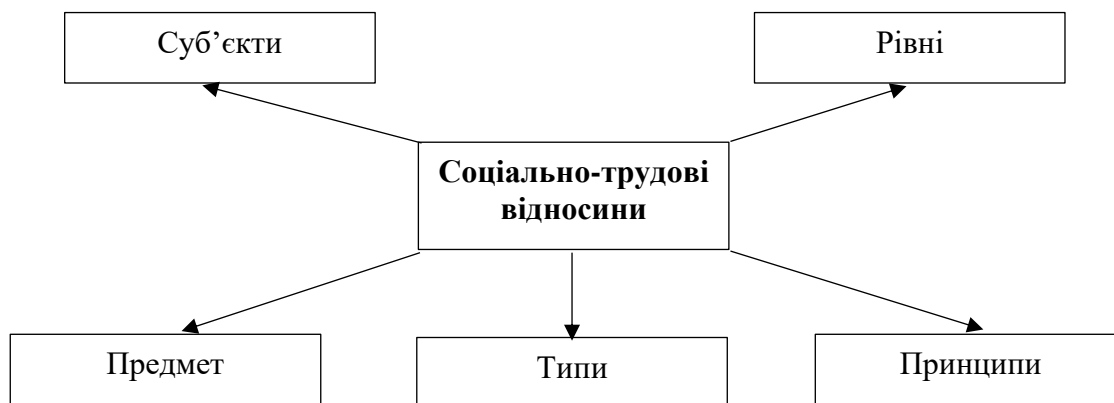 Суб’єкти
Рівні
Соціально-трудові
відносини
Предмет
Типи
Принципи